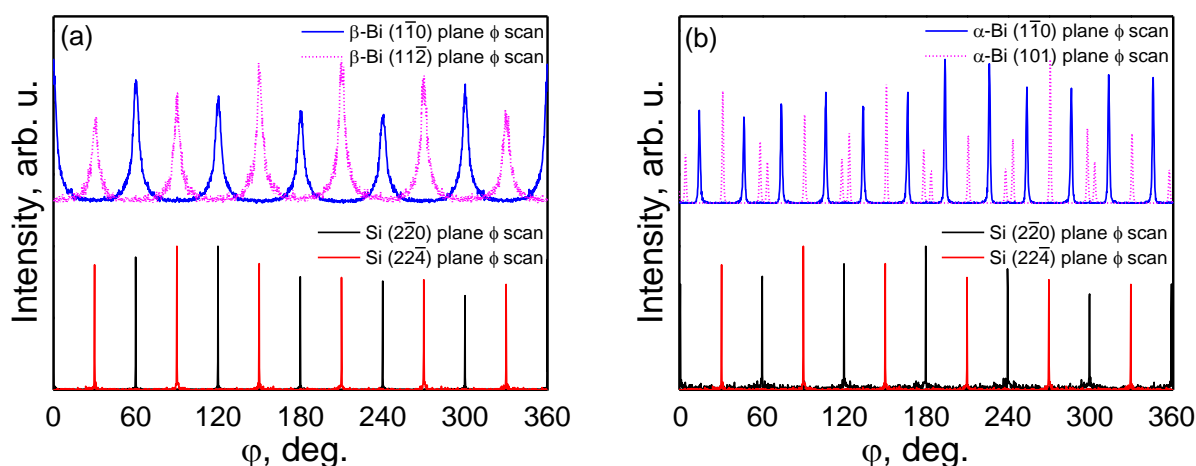 (a)
β-Bi (11̅0) plane ϕ scan
β-Bi (112̅) plane ϕ scan
Si (22̅0) plane ϕ scan
Si (224̅) plane ϕ scan
Intensity, arb. u.
0 60 120 180 240 300 360
φ, deg.
(b)
α-Bi (11̅0) plane ϕ scan
α-Bi (101) plane ϕ scan
Si (22̅0) plane ϕ scan
Si (224̅) plane ϕ scan
Intensity, arb. u.
0 60 120 180 240 300 360
φ, deg.